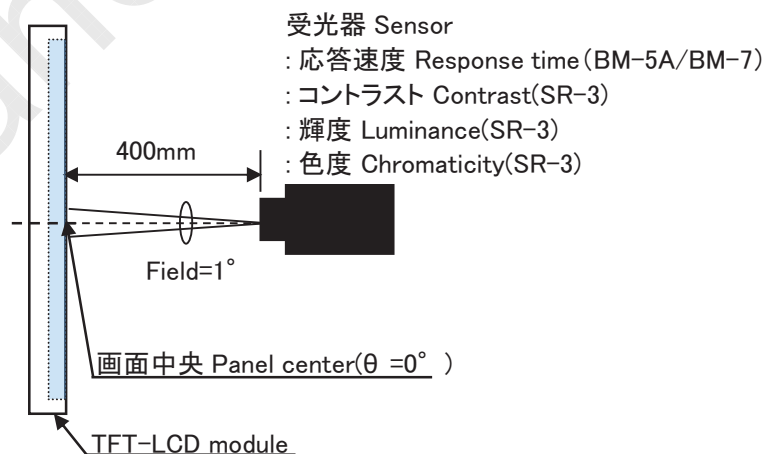 受光器 Sensor
: 応答速度 Response time(BM-5A/BM-7)
: コントラスト Contrast(SR-3)
: 輝度 Luminance(SR-3)
: 色度 Chromaticity(SR-3)
400mm
Field=1°
画面中央 Panel center(θ =0° )
TFT-LCD module